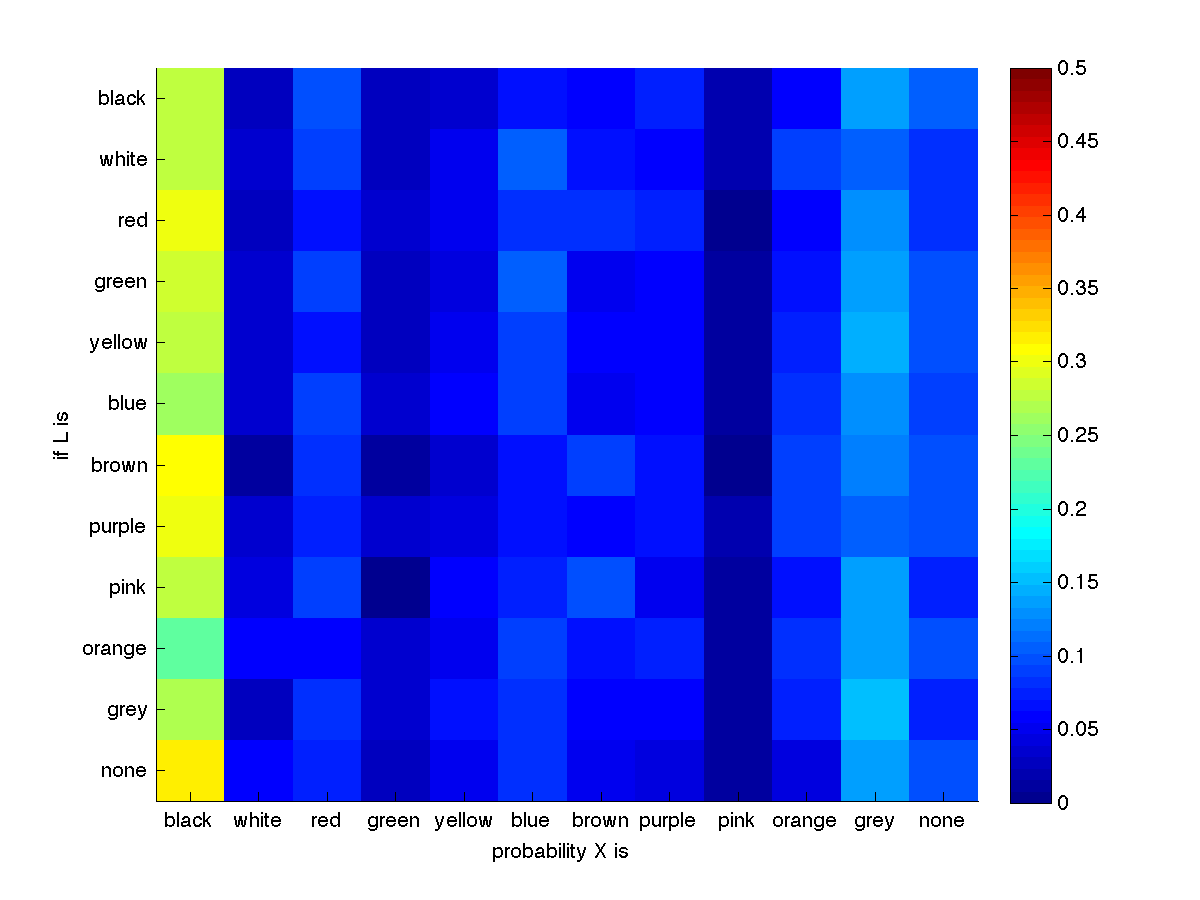 black
white
red
green
yellow
blue
brown
purple
pink
orange
grey
none
if L is
black white red green yellow blue brown purple pink orange grey none
probability X is
0.5
0.45
0.4
0.35
0.3
0.25
0.2
0.15
0.1
0.05
0